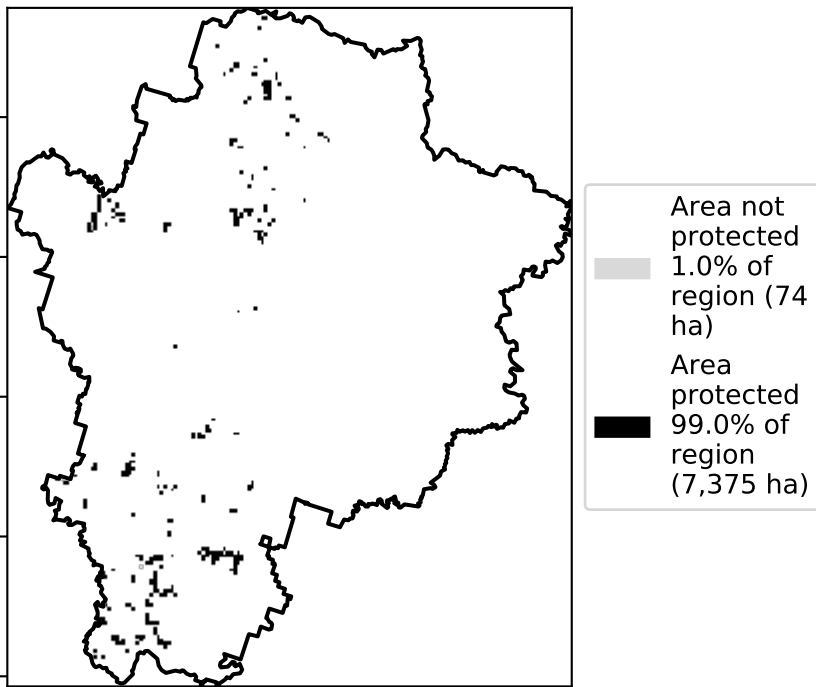 Area not
protected
1.0% of
region (74
ha)
Area
protected
99.0% of
region
(7,375 ha)